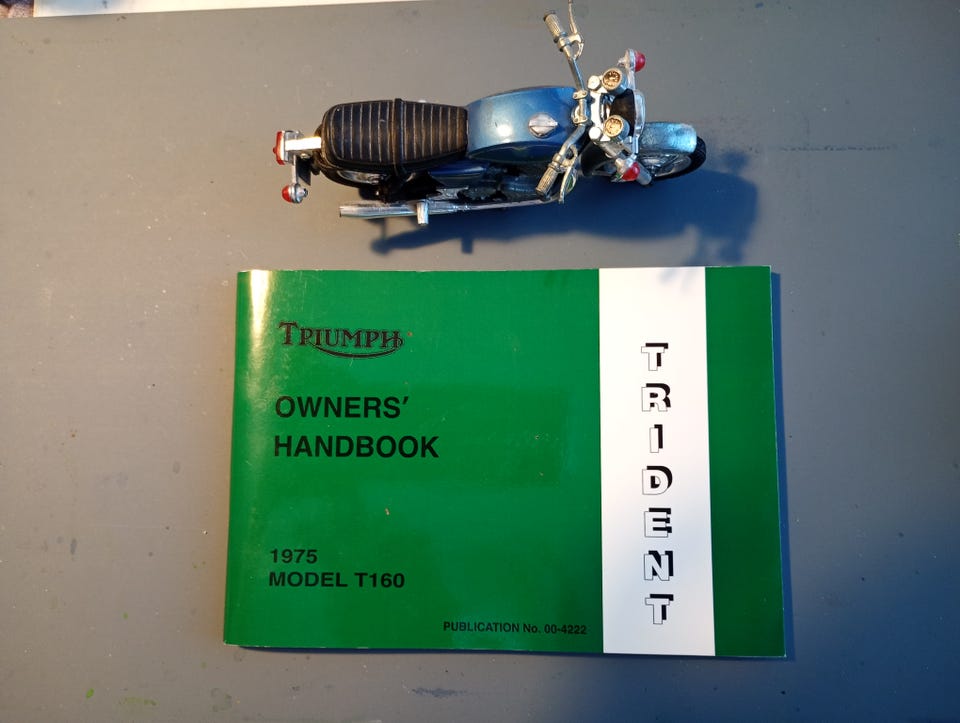 TRIUMPH
OWNERS'
HANDBOOK
1975
MODEL T160
PUBLICATION No. 00-4222
TRIDENT